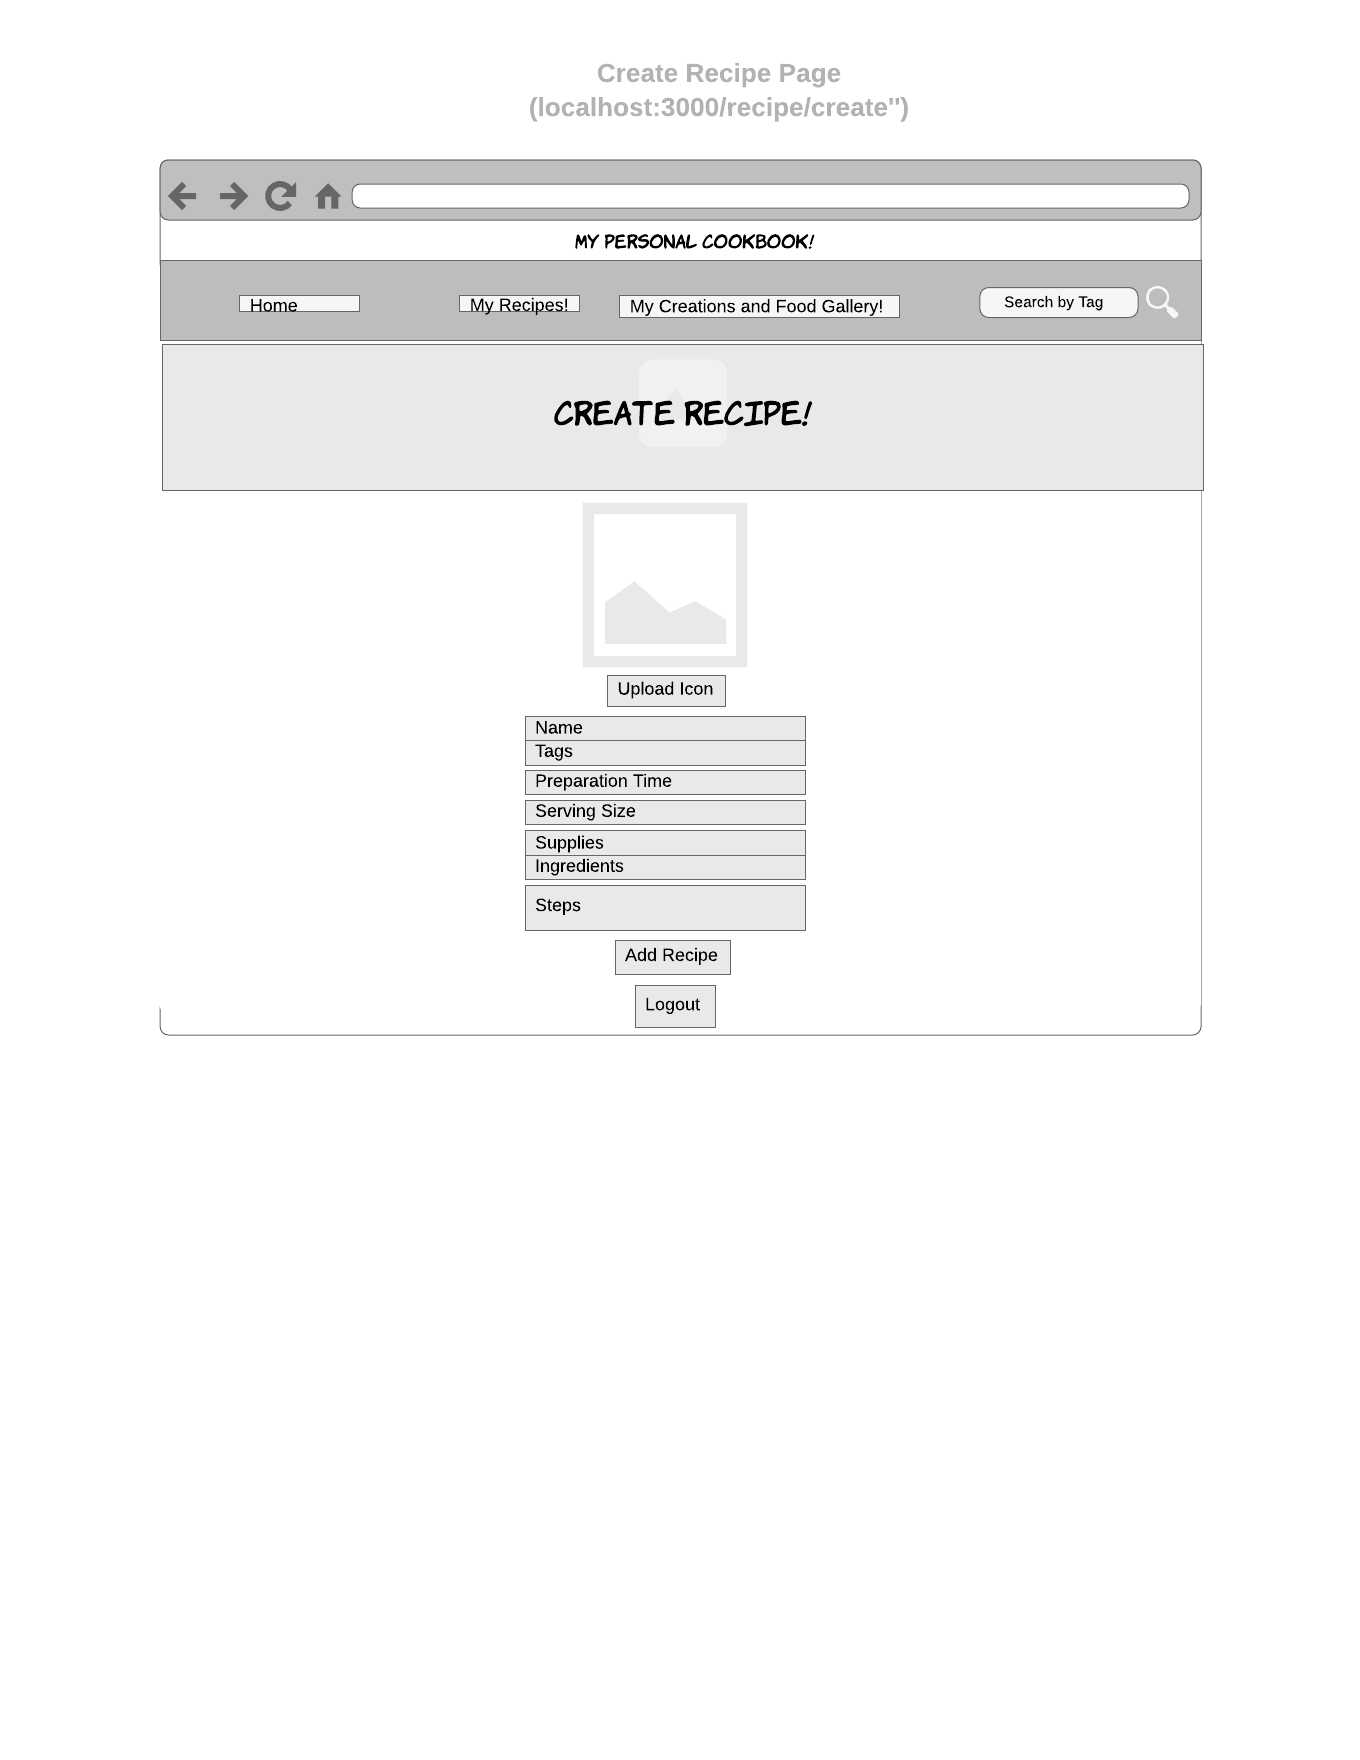 Create Recipe Page
(localhost:3000/recipe/create")
MY PERSONAL COOKBOOK!
Home
My Recipes!
My Creations and Food Gallery!
Search by Tag
CREATE RECIPE!
Upload Icon
Name
Tags
Preparation Time
Serving Size
Supplies
Ingredients
Steps
Add Recipe
Logout